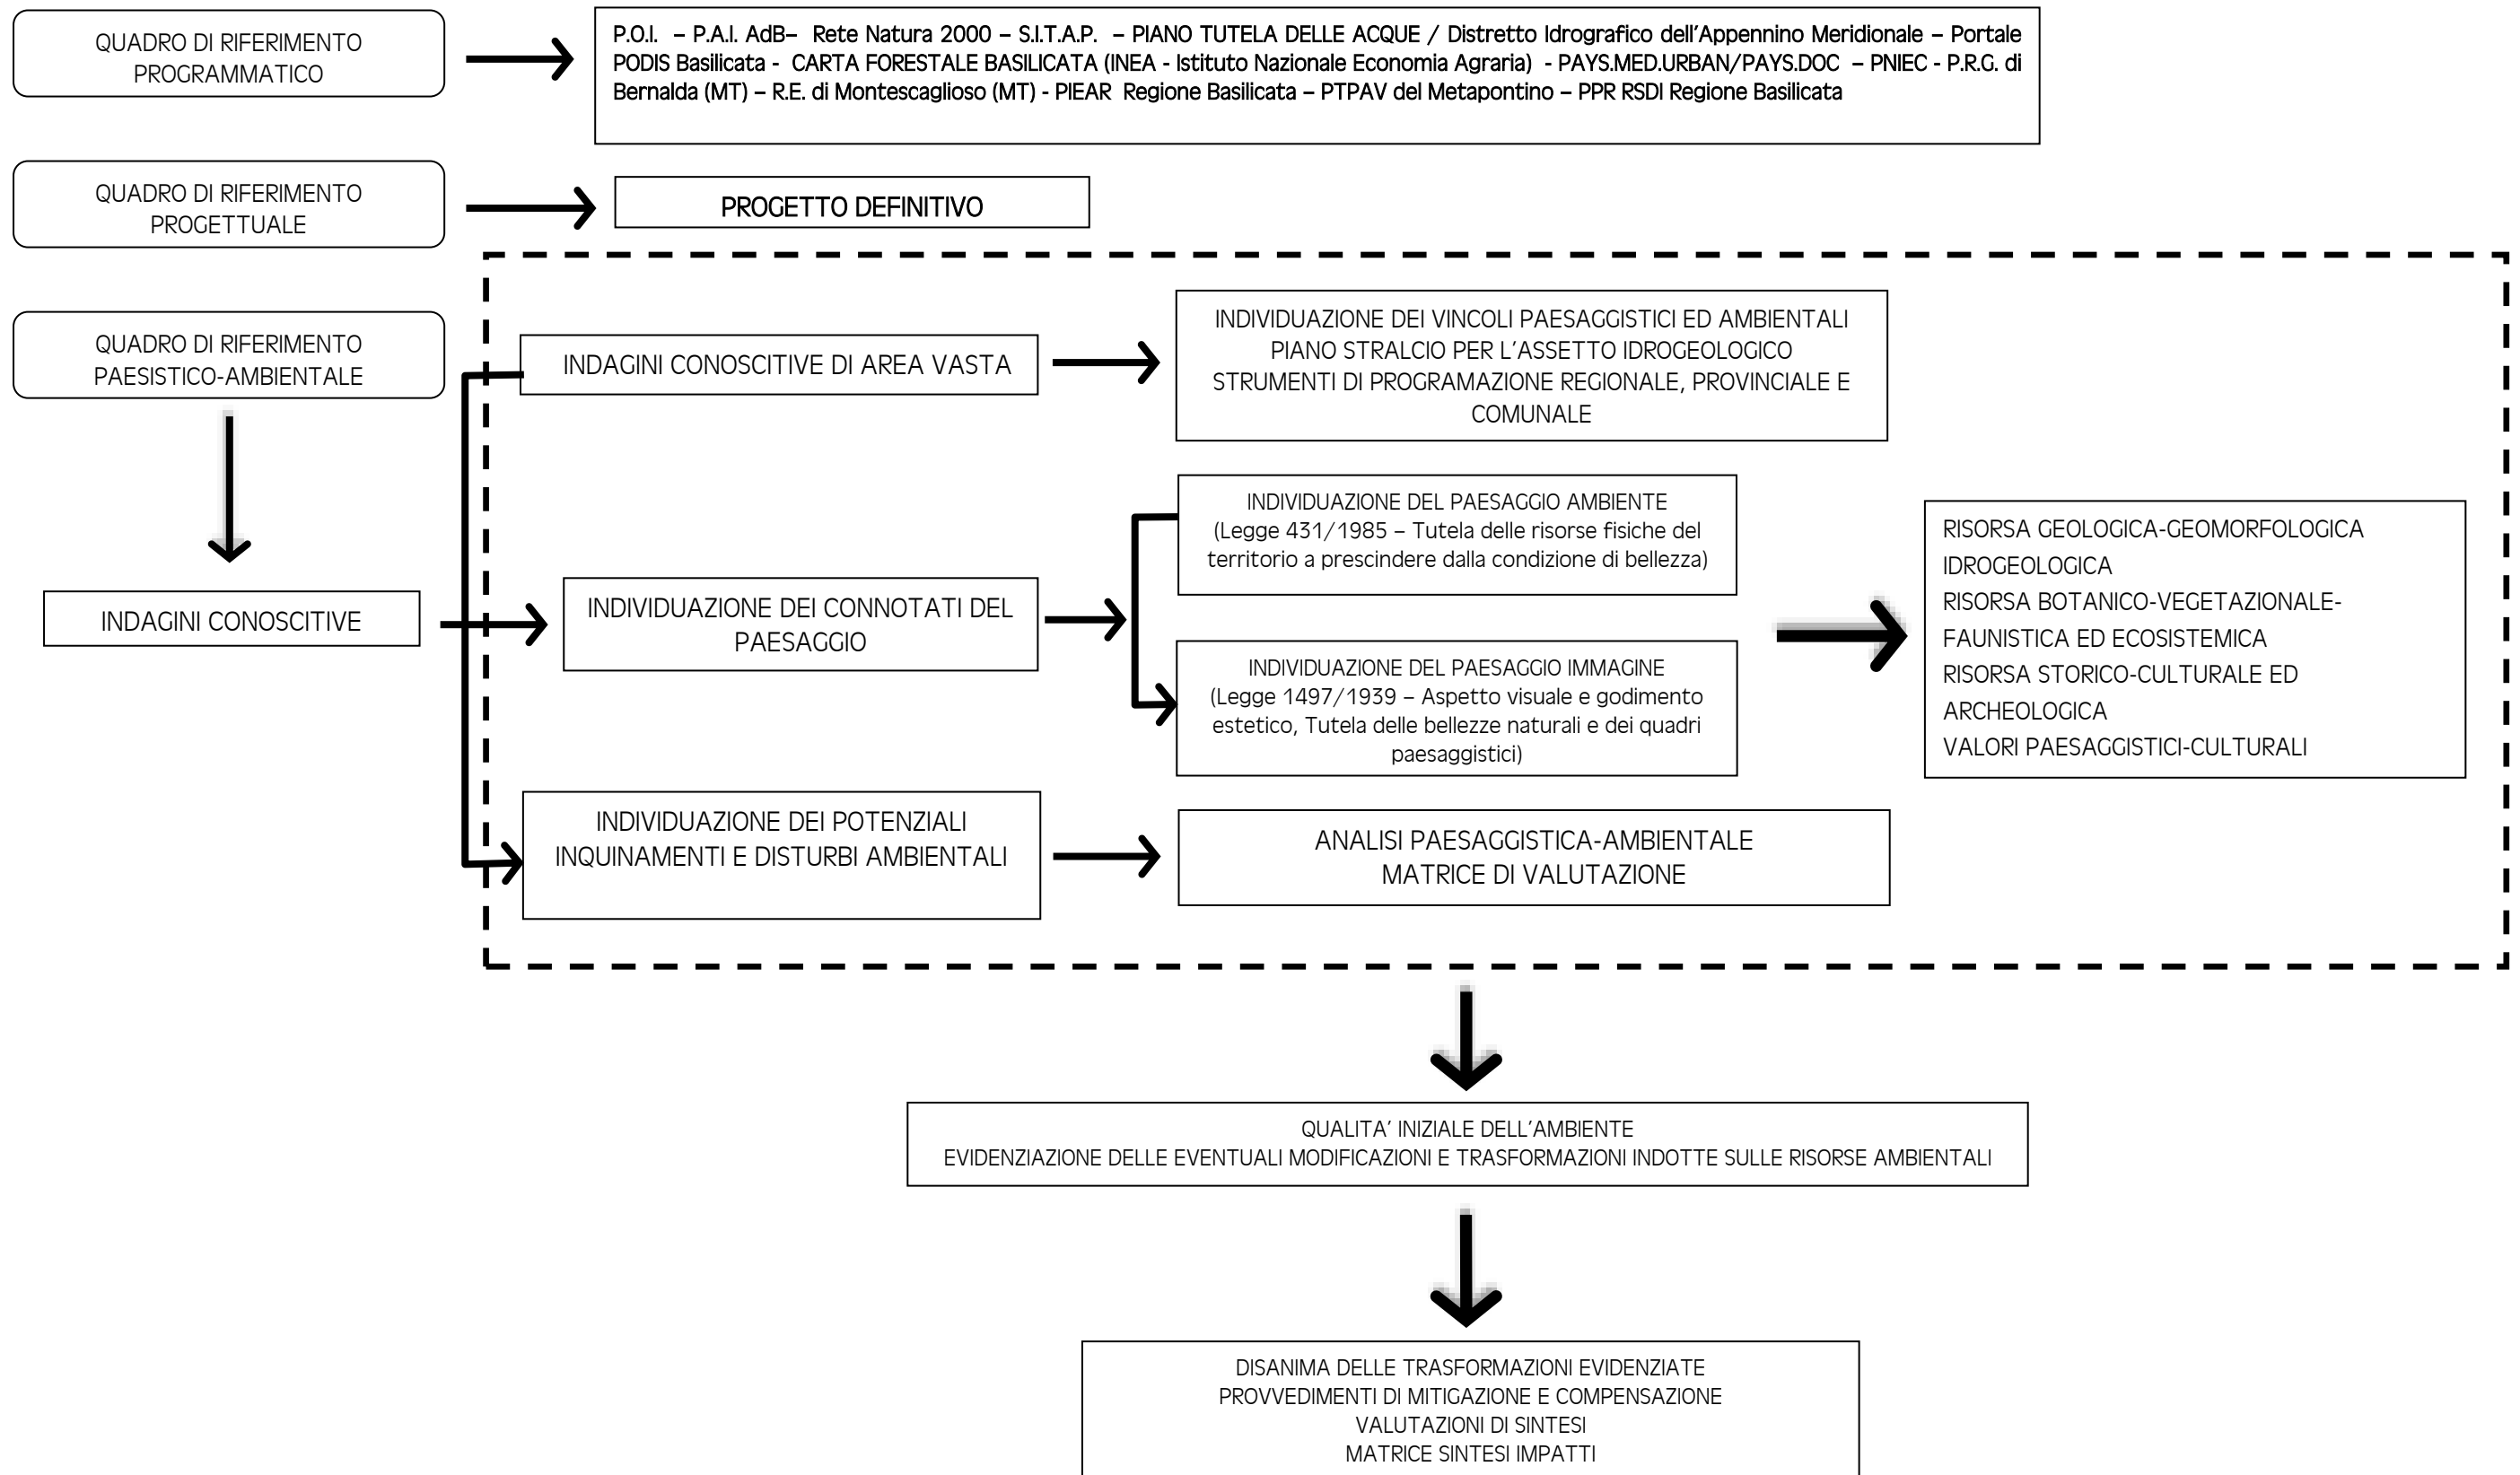 QUADRO DI RIFERIMENTO
PROGRAMMATICO
P.O.I. – P.A.I. AdB– Rete Natura 2000 – S.I.T.A.P. – PIANO TUTELA DELLE ACQUE / Distretto Idrografico dell'Appennino Meridionale – Portale
PODIS Basilicata - CARTA FORESTALE BASILICATA (INEA - Istituto Nazionale Economia Agraria) - PAYS.MED.URBAN/PAYS.DOC – PNIEC - P.R.G. di
Bernalda (MT) – R.E. di Montescaglioso (MT) - PIEAR Regione Basilicata – PTPAV del Metapontino – PPR RSDI Regione Basilicata
QUADRO DI RIFERIMENTO
PROGETTUALE
PROGETTO DEFINITIVO
QUADRO DI RIFERIMENTO
PAESISTICO-AMBIENTALE
INDAGINI CONOSCITIVE
INDAGINI CONOSCITIVE DI AREA VASTA
INDIVIDUAZIONE DEI VINCOLI PAESAGGISTICI ED AMBIENTALI
PIANO STRALCIO PER L'ASSETTO IDROGEOLOGICO
STRUMENTI DI PROGRAMAZIONE REGIONALE, PROVINCIALE E
COMUNALE
INDIVIDUAZIONE DEI CONNOTATI DEL
PAESAGGIO
INDIVIDUAZIONE DEL PAESAGGIO AMBIENTE
(Legge 431/1985 – Tutela delle risorse fisiche del
territorio a prescindere dalla condizione di bellezza)
INDIVIDUAZIONE DEL PAESAGGIO IMMAGINE
(Legge 1497/1939 – Aspetto visuale e godimento
estetico, Tutela delle bellezze naturali e dei quadri
paesaggistici)
RISORSA GEOLOGICA-GEOMORFOLOGICA
IDROGEOLOGICA
RISORSA BOTANICO-VEGETAZIONALE-
FAUNISTICA ED ECOSISTEMICA
RISORSA STORICO-CULTURALE ED
ARCHEOLOGICA
VALORI PAESAGGISTICI-CULTURALI
INDIVIDUAZIONE DEI POTENZIALI
INQUINAMENTI E DISTURBI AMBIENTALI
ANALISI PAESAGGISTICA-AMBIENTALE
MATRICE DI VALUTAZIONE
QUALITA' INIZIALE DELL'AMBIENTE
EVIDENZIAZIONE DELLE EVENTUALI MODIFICAZIONI E TRASFORMAZIONI INDOTTE SULLE RISORSE AMBIENTALI
DISANIMA DELLE TRASFORMAZIONI EVIDENZIATE
PROVVEDIMENTI DI MITIGAZIONE E COMPENSAZIONE
VALUTAZIONI DI SINTESI
MATRICE SINTESI IMPATTI